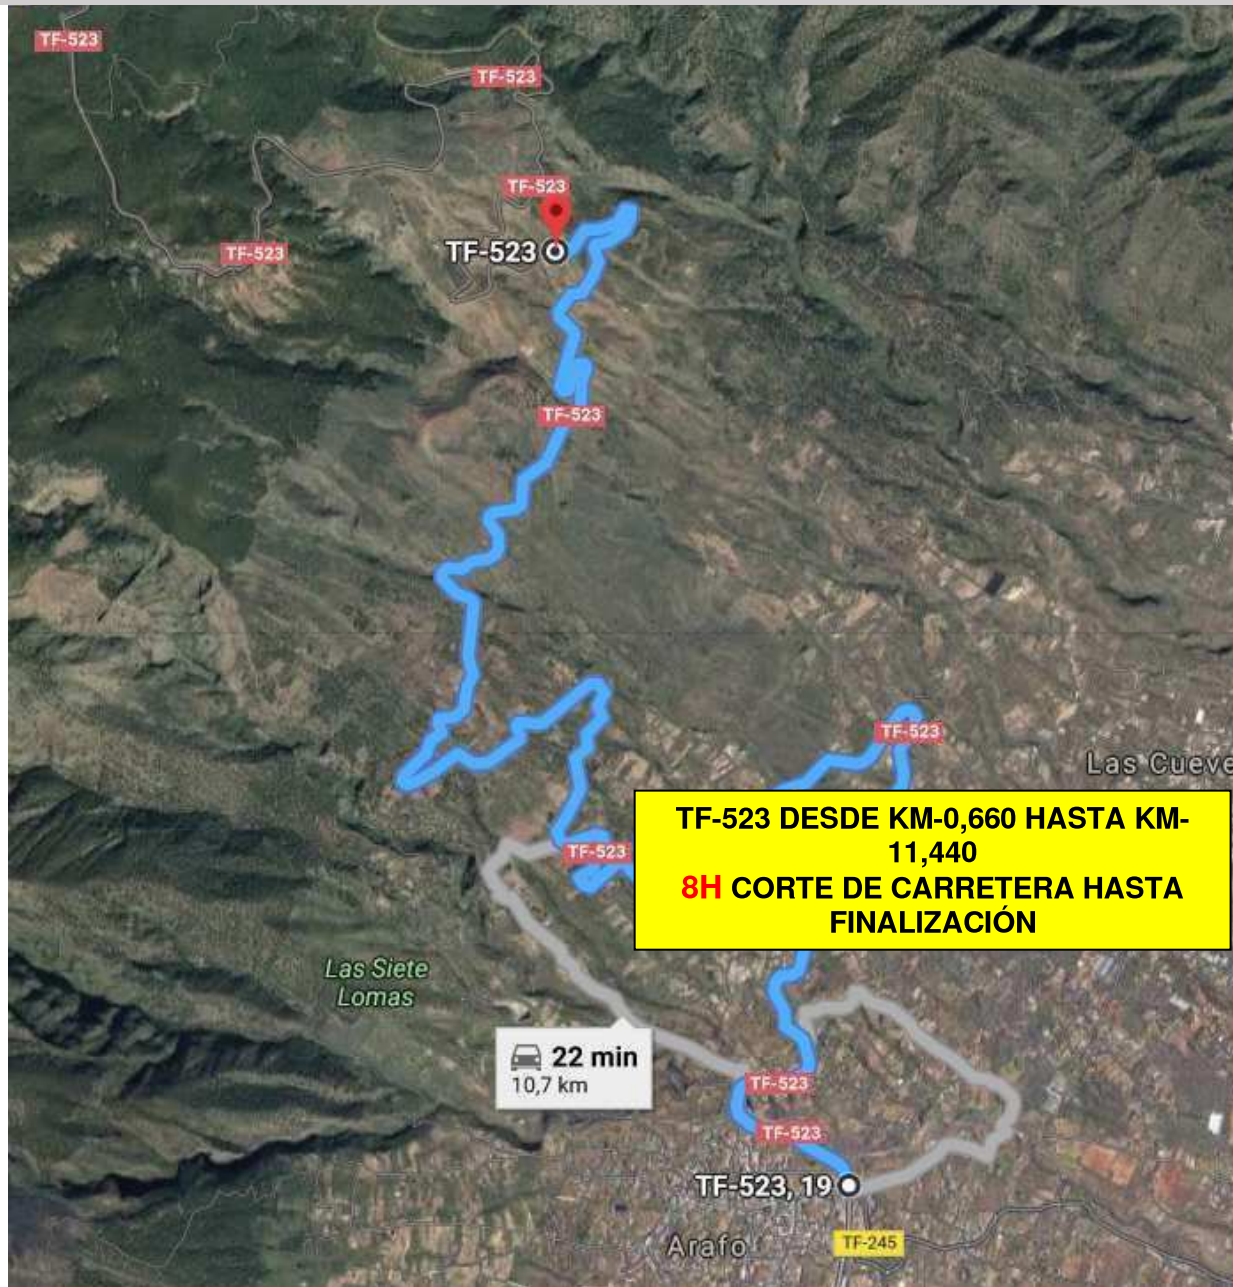 TF-523
TF-523
TF-523
TF-523
TF-523
TF-523
TF-523
Las Cueve
TF-523 DESDE KM-0,660 HASTA KM-
11,440
8H CORTE DE CARRETERA HASTA
FINALIZACIÓN
TF-523
Las Siete
Lomas
22 min
10,7 km
TF-523
TF-523
TF-523, 19
Arafo
TF-245